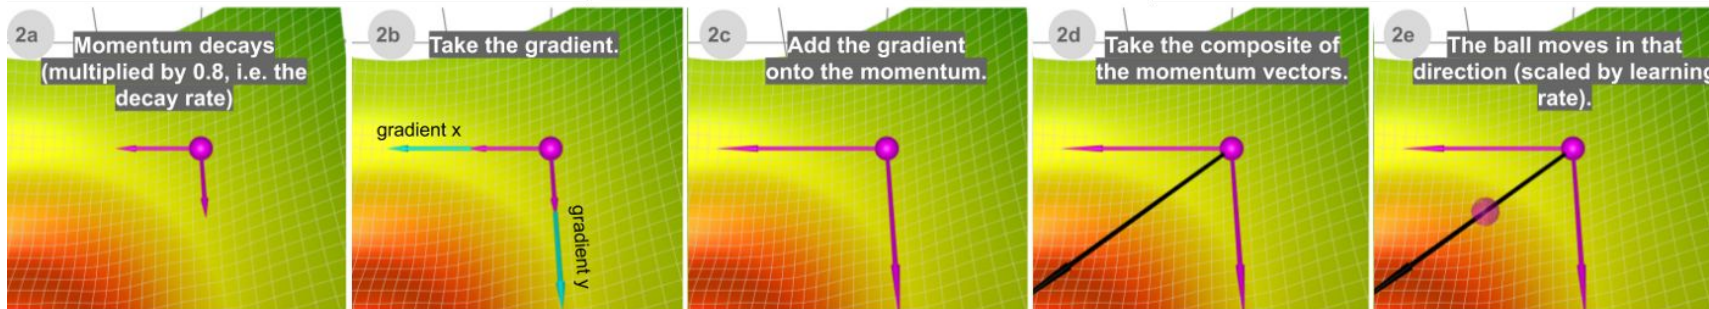 2a
Momentum decays
(multiplied by 0.8, i.e. the
decay rate)
2b
Take the gradient.
gradient x
gradient y
2c
Add the gradient
onto the momentum.
2d
Take the composite of
the momentum vectors.
2e
The ball moves in that
direction (scaled by learning
rate).